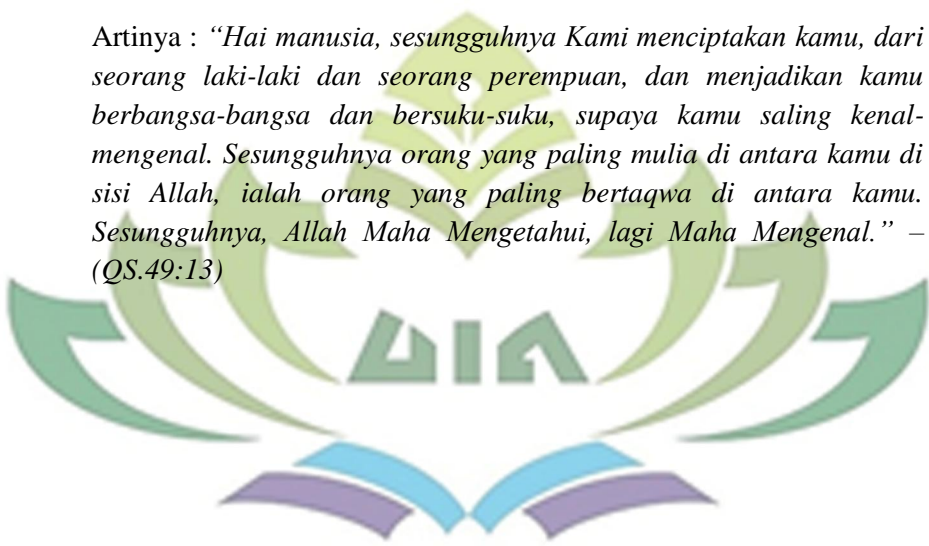 Artinya : “Hai manusia, sesungguhnya Kami menciptakan kamu, dari
seorang laki-laki dan seorang perempuan, dan menjadikan kamu
berbangsa-bangsa dan bersuku-suku, supaya kamu saling kenal-
mengenal. Sesungguhnya orang yang paling mulia di antara kamu di
sisi Allah, ialah orang yang paling bertaqwa di antara kamu.
Sesungguhnya, Allah Maha Mengetahui, lagi Maha Mengenal.” –
(QS.49:13)
UIN